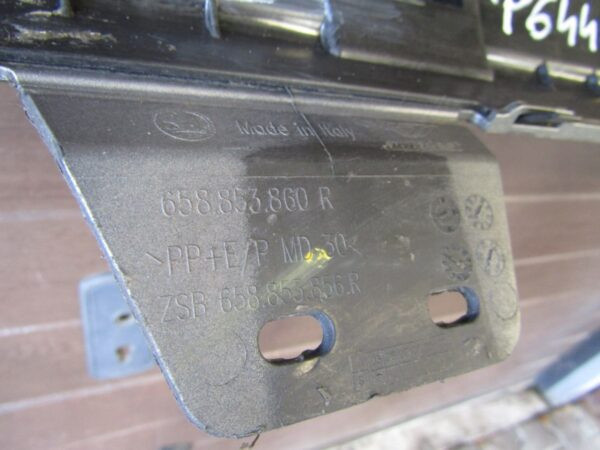 P644
Made in Italy
658.853.860 R
>PP+E/P MD 30<
ZSB 658.853.856.R